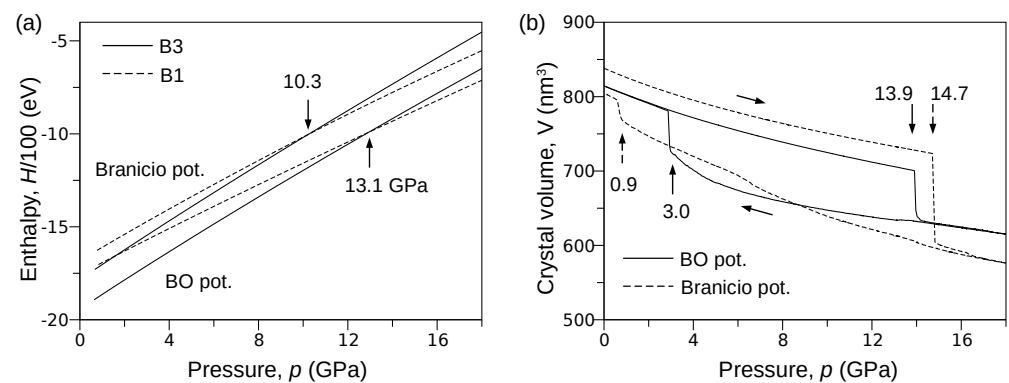 (a)
B3
B1
10.3
13.1 GPa
Branicio pot.
BO pot.
Enthalpy, H/100 (eV)
-5
-10
-15
-20
0 4 8 12 16
Pressure, p (GPa)
(b)
13.9 14.7
0.9
3.0
BO pot.
Branicio pot.
Crystal volume, V (nm³)
900
800
700
600
500
0 4 8 12 16
Pressure, p (GPa)